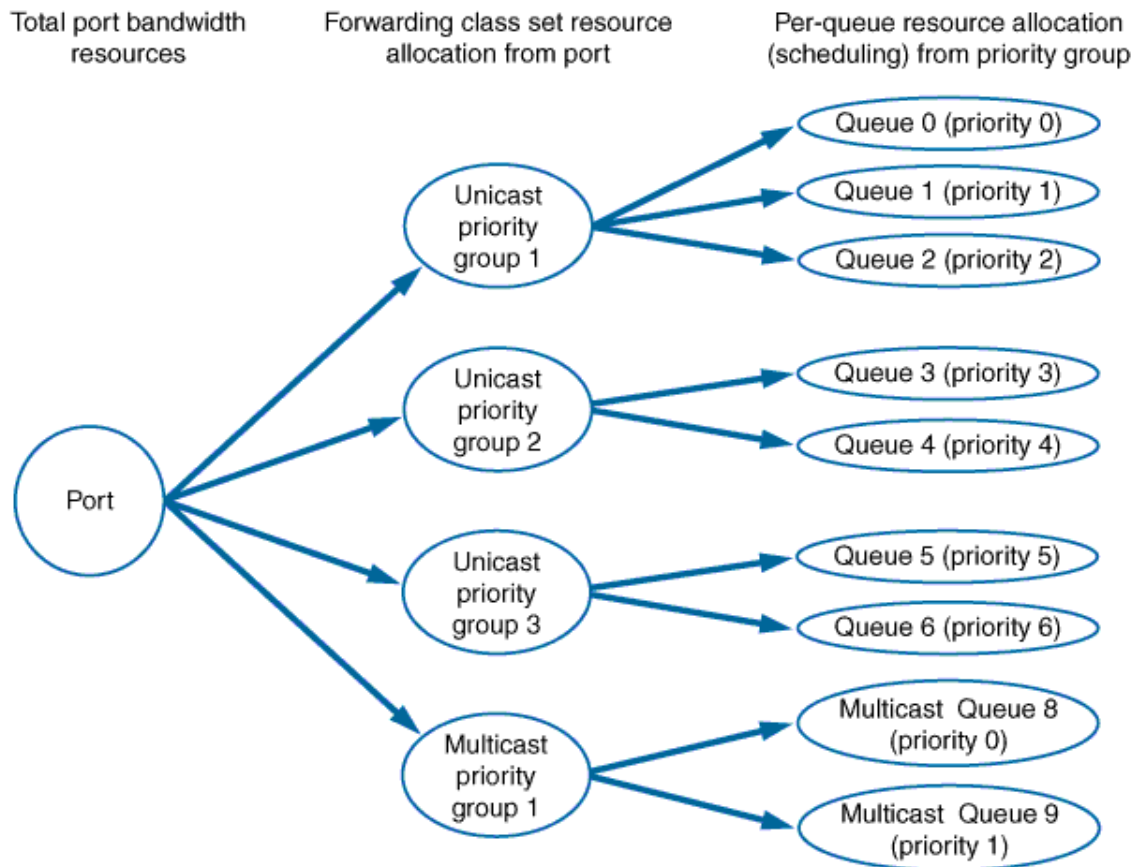 Total port bandwidth
resources
Forwarding class set resource
allocation from port
Per-queue resource allocation
(scheduling) from priority group
Port
Unicast
priority
group 1
Unicast
priority
group 2
Unicast
priority
group 3
Multicast
priority
group 1
Queue 0 (priority 0)
Queue 1 (priority 1)
Queue 2 (priority 2)
Queue 3 (priority 3)
Queue 4 (priority 4)
Queue 5 (priority 5)
Queue 6 (priority 6)
Multicast Queue 8
(priority 0)
Multicast Queue 9
(priority 1)